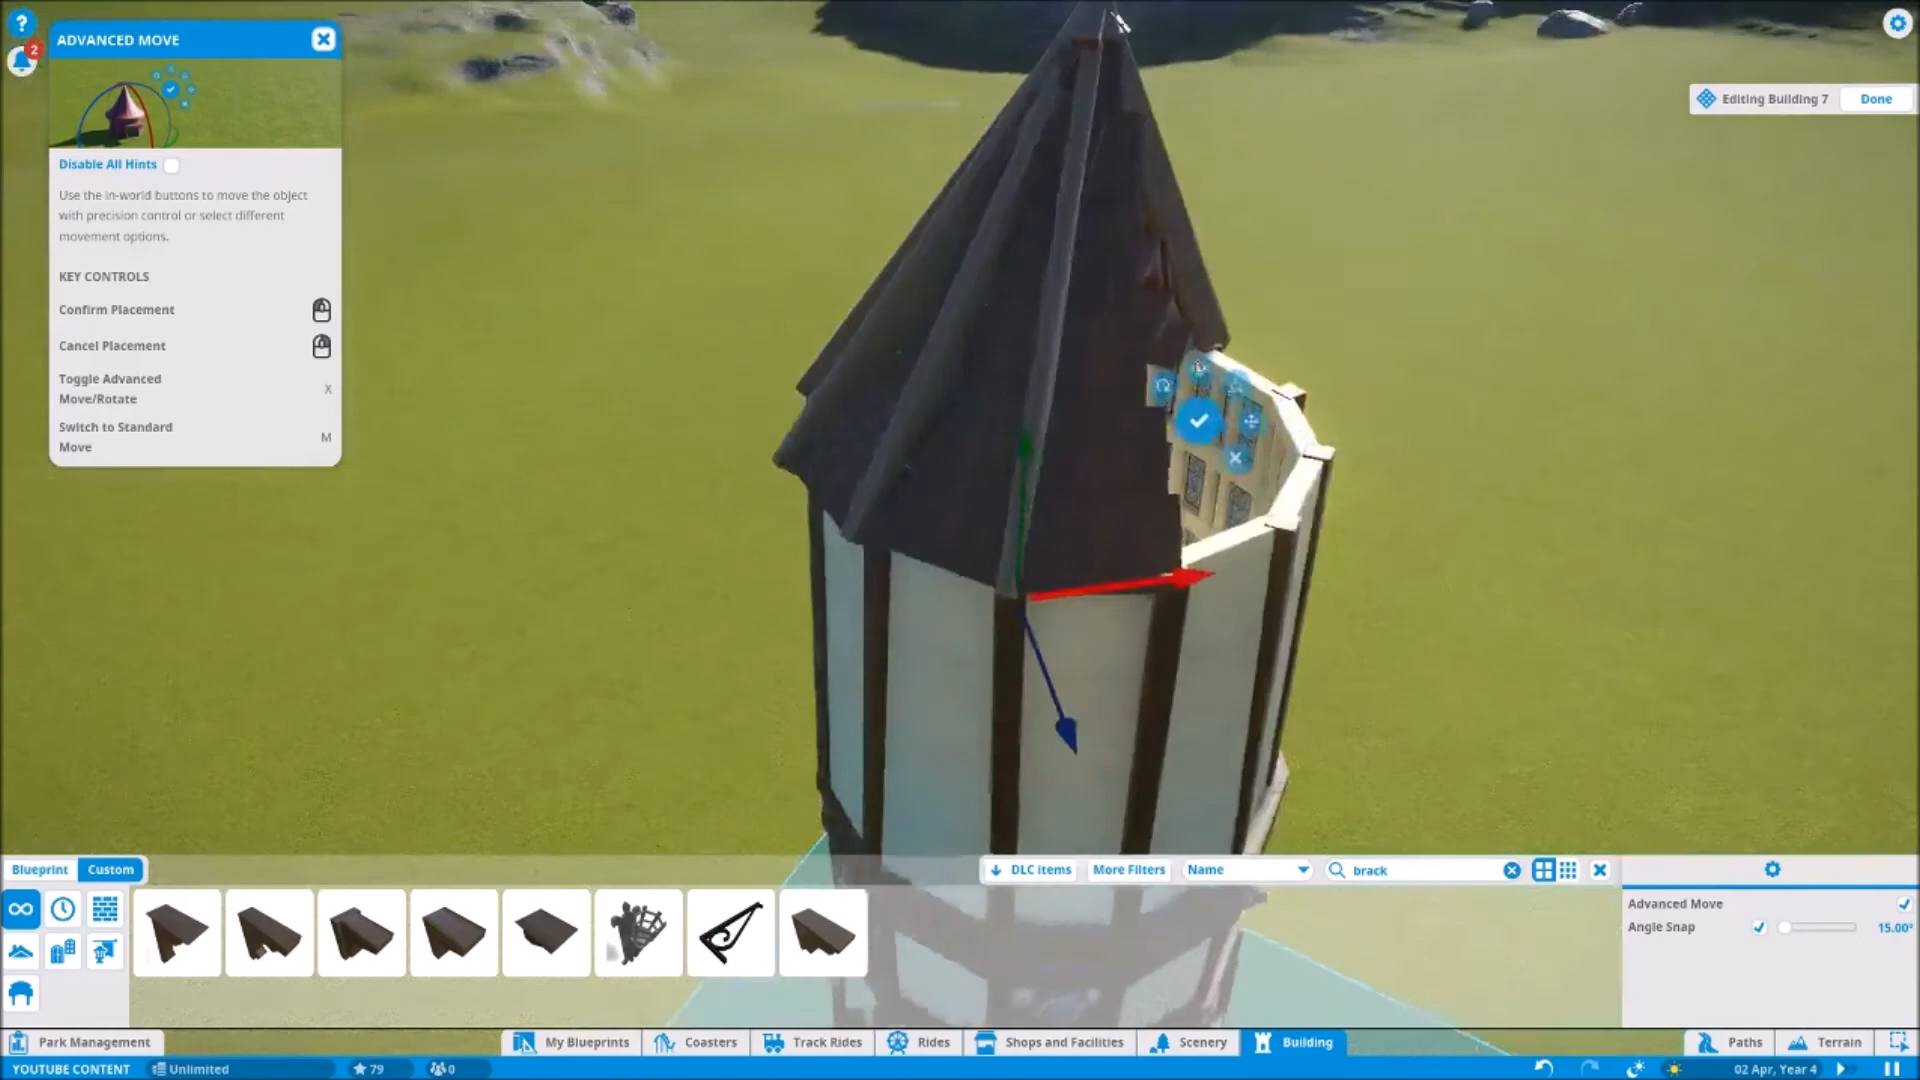 ?
2
ADVANCED MOVE
Disable All Hints
Use the in-world buttons to move the object
with precision control or select different
movement options.
KEY CONTROLS
Confirm Placement
Cancel Placement
Toggle Advanced
Move/Rotate
X
Switch to Standard
Move
M
Editing Building 7
Done
Blueprint
Custom
DLC items
More Filters
Name
brack
Advanced Move
Angle Snap
15.00°
Park Management
My Blueprints
Coasters
Track Rides
Rides
Shops and Facilities
Scenery
Building
Paths
Terrain
YOUTUBE CONTENT
Unlimited
79
0
02 Apr, Year 4